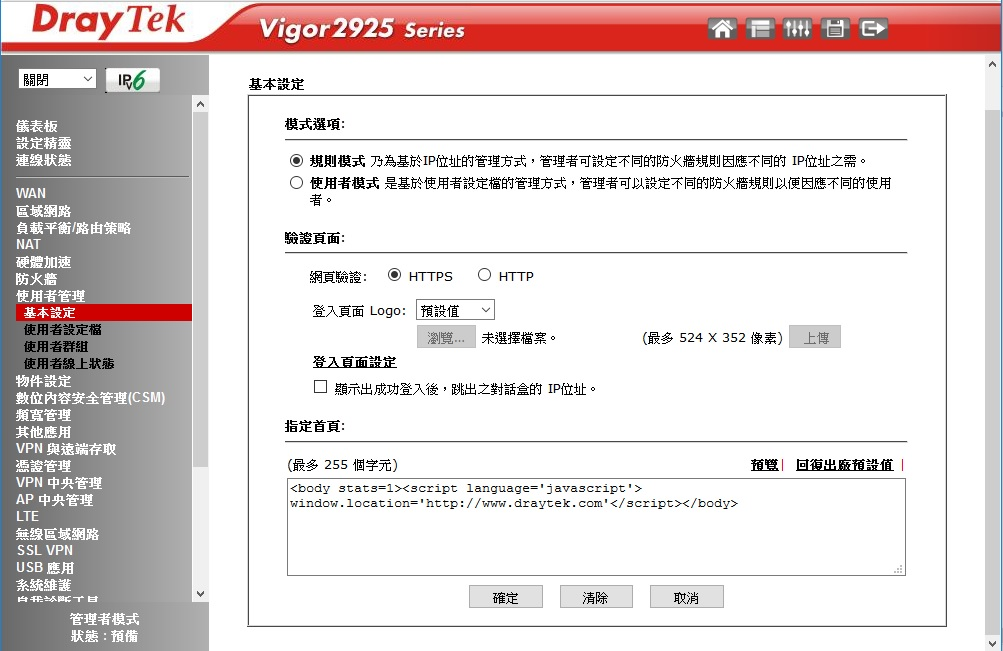 DrayTek
Vigor2925 Series
關閉
IPv6
儀表板
設定精靈
連線狀態
WAN
區域網路
負載平衡/路由策略
NAT
硬體加速
防火牆
使用者管理
基本設定
使用者設定檔
使用者群組
使用者線上狀態
物件設定
數位內容安全管理(CSM)
頻寬管理
其他應用
VPN 與遠端存取
憑證管理
VPN 中央管理
AP 中央管理
LTE
無線區域網路
SSL VPN
USB 應用
系統維護
自我診斷工具
管理者模式
狀態：預備
基本設定
模式選項:
規則模式 乃為基於IP位址的管理方式，管理者可設定不同的防火牆規則因應不同的 IP位址之需。
使用者模式 是基於使用者設定檔的管理方式，管理者可以設定不同的防火牆規則以便因應不同的使用
者。
驗證頁面:
網頁驗證: HTTPS HTTP
登入頁面 Logo: 預設值
瀏覽... 未選擇檔案。 (最多 524 X 352 像素) 上傳
登入頁面設定
顯示出成功登入後，跳出之對話盒的 IP位址。
指定首頁:
(最多 255 個字元) 預覽 | 回復出廠預設值 |
<body stats=1><script language='javascript'>
window.location='http://www.draytek.com'</script></body>
確定 清除 取消